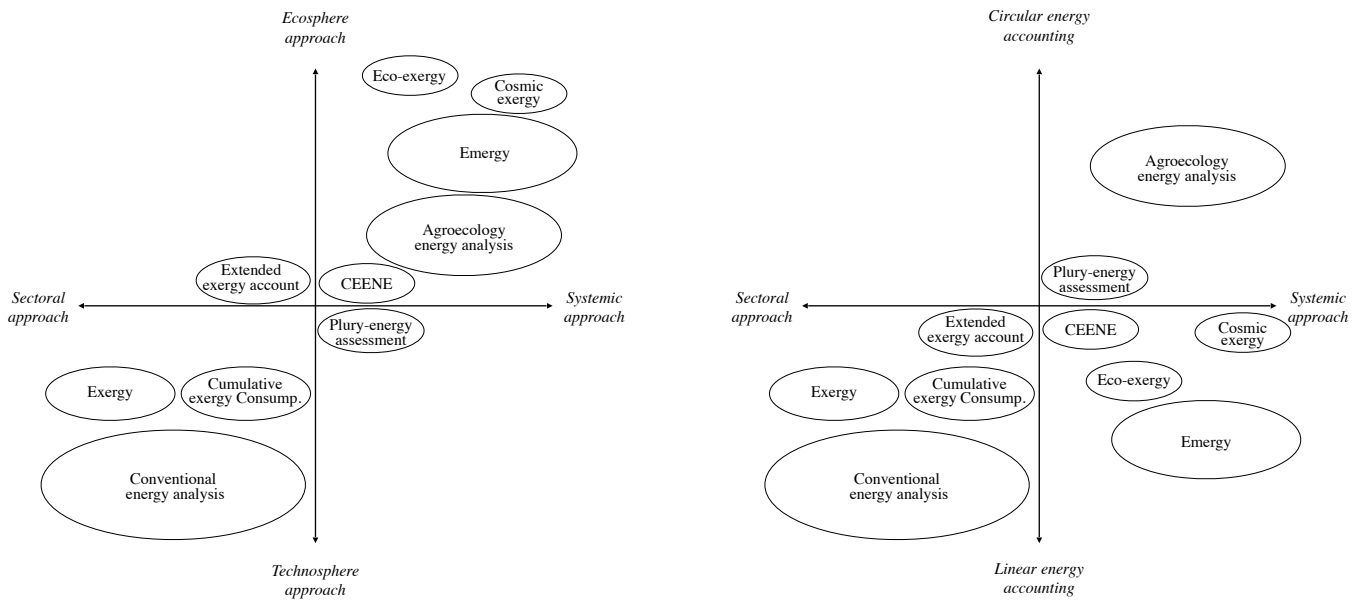 Ecosphere
approach
Eco-exergy
Cosmic
exergy
Emergy
Agroecology
energy analysis
Extended
exergy account
CEENE
Sectoral
approach
Systemic
approach
Plury-energy
assessment
Exergy
Cumulative
exergy Consump.
Conventional
energy analysis
Technosphere
approach
Circular energy
accounting
Agroecology
energy analysis
Plury-energy
assessment
Sectoral
approach
Systemic
approach
Extended
exergy account
CEENE
Cosmic
exergy
Exergy
Cumulative
exergy Consump.
Eco-exergy
Emergy
Conventional
energy analysis
Linear energy
accounting